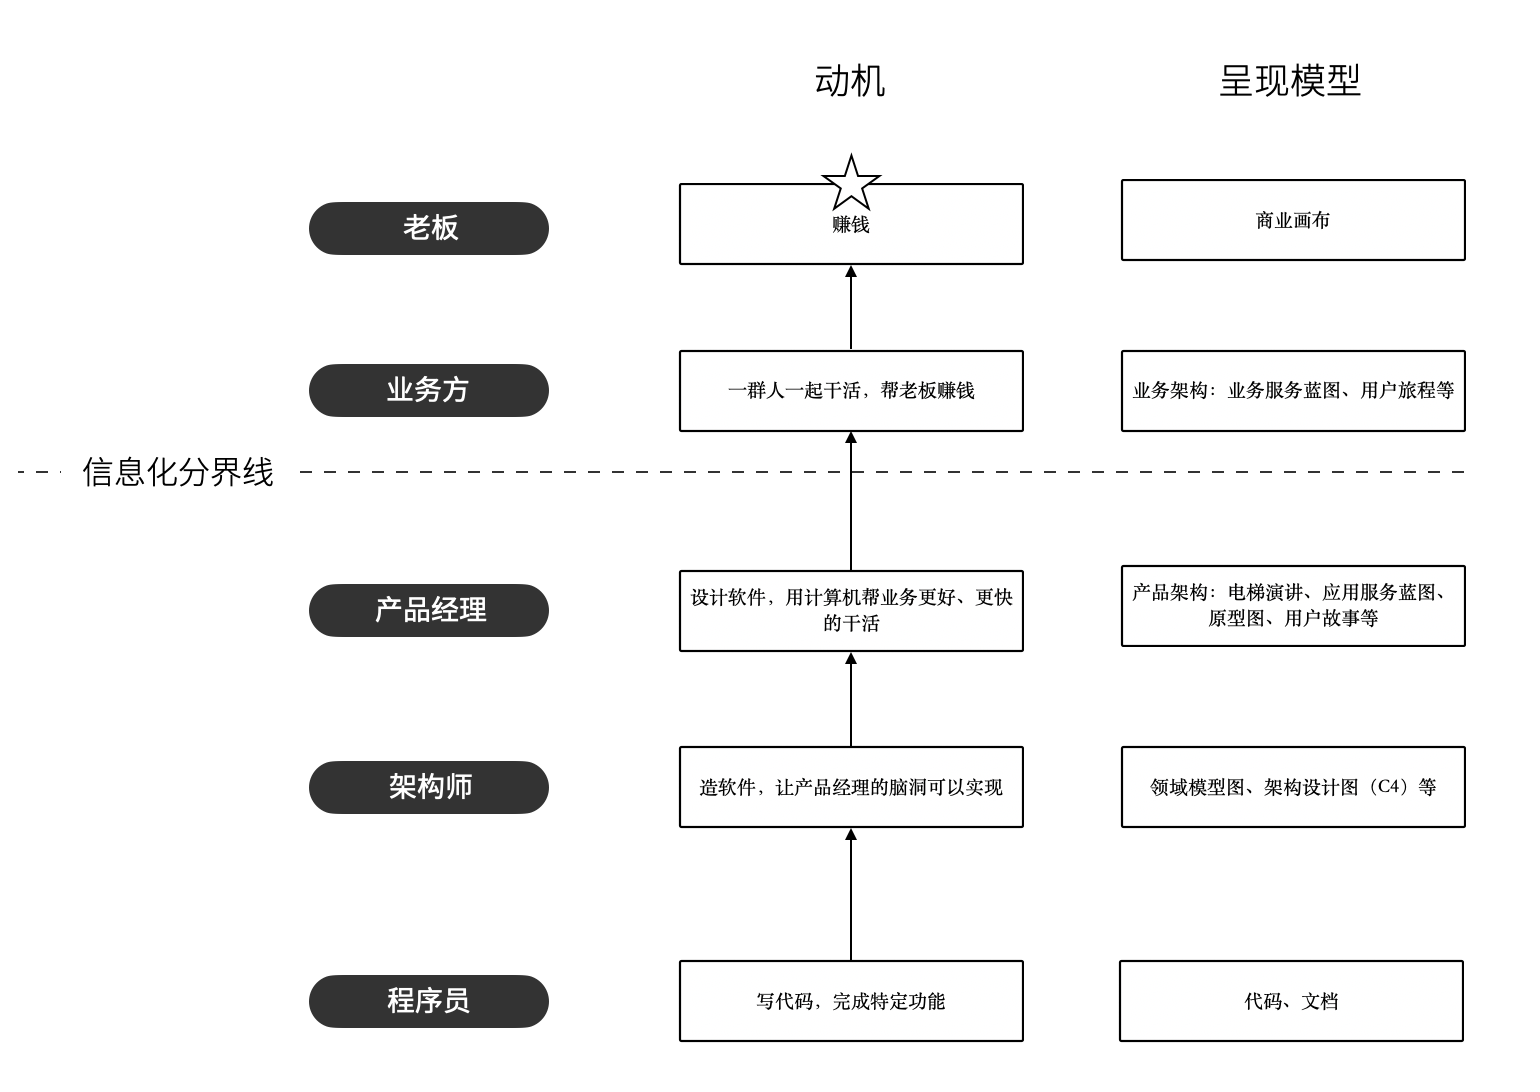 动机
呈现模型
老板
赚钱
商业画布
业务方
一群人一起干活，帮老板赚钱
业务架构：业务服务蓝图、用户旅程等
信息化分界线
产品经理
设计软件，用计算机帮业务更好、更快
的干活
产品架构：电梯演讲、应用服务蓝图、
原型图、用户故事等
架构师
造软件，让产品经理的脑洞可以实现
领域模型图、架构设计图（C4）等
程序员
写代码，完成特定功能
代码、文档